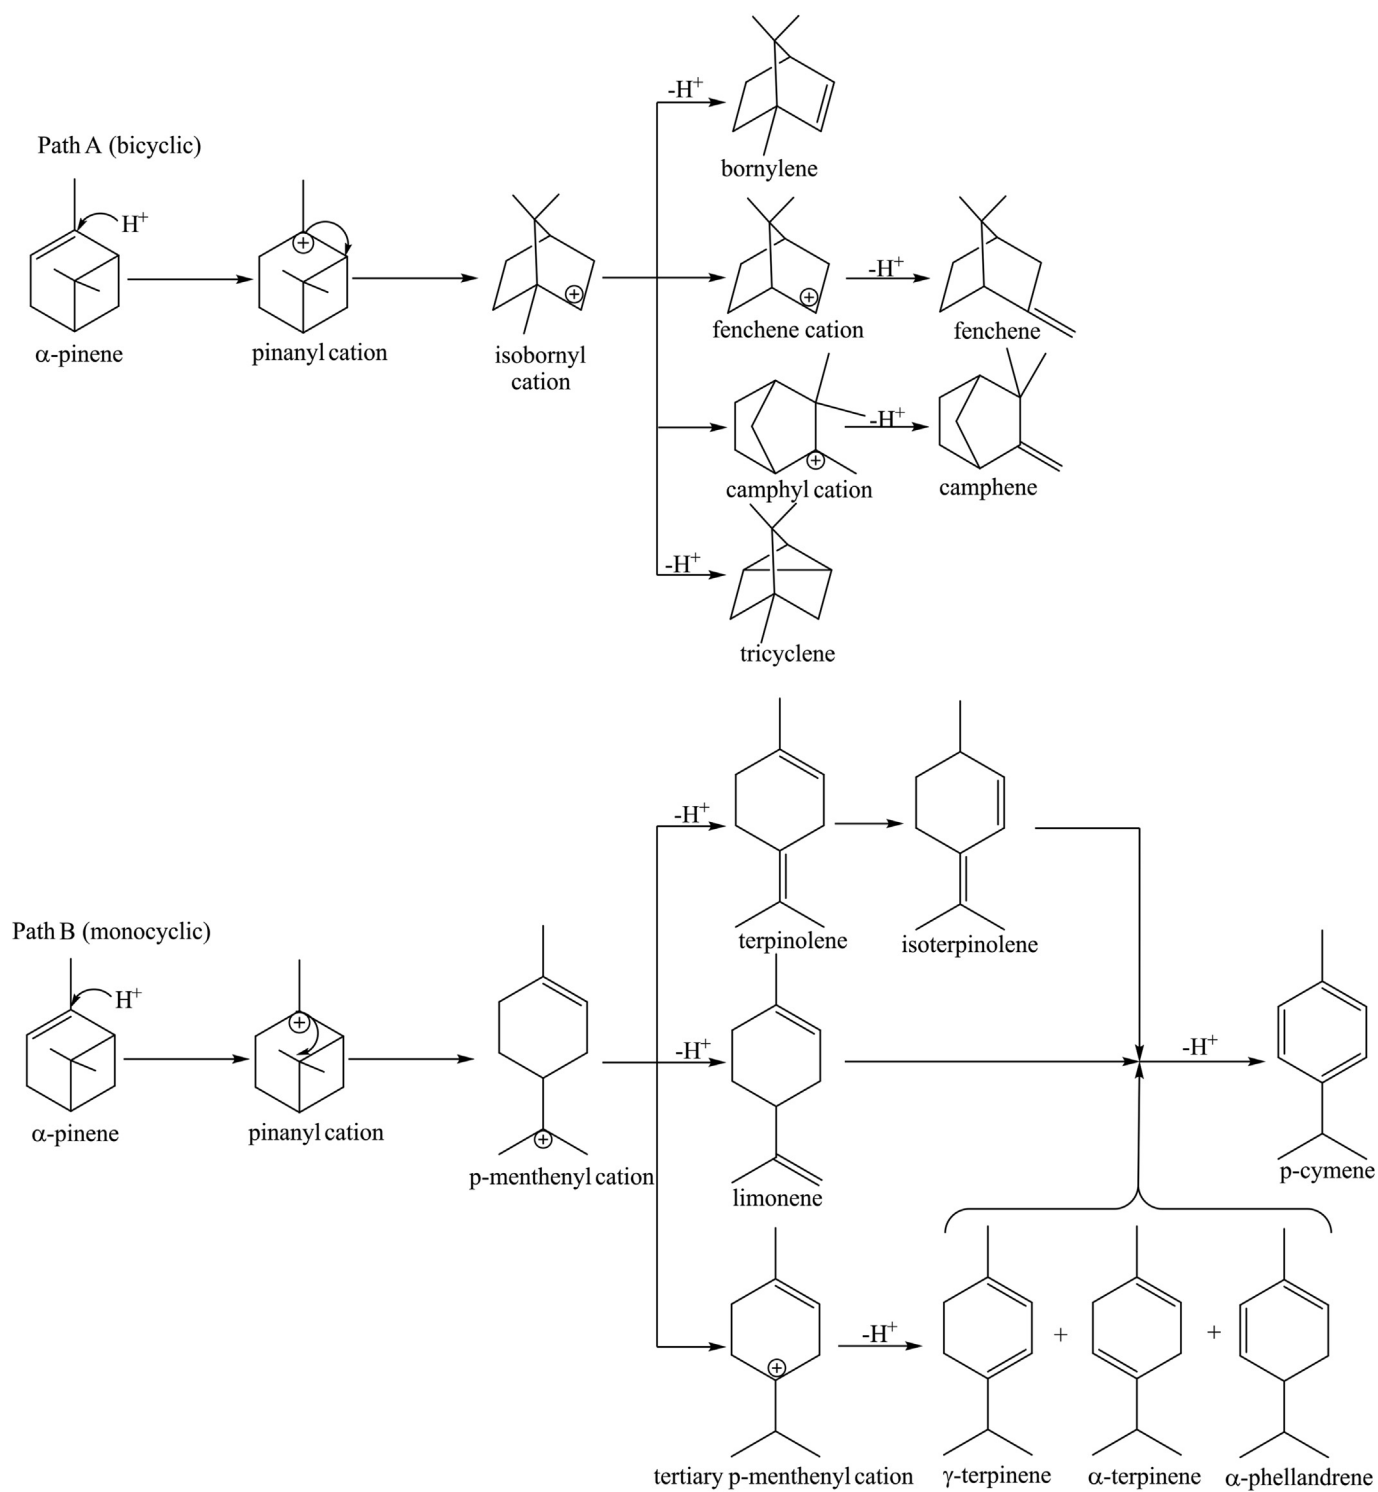 Path A (bicyclic)
H+
α-pinene
pinanyl cation
isobornyl
cation
-H+
bornylene
fenchene cation
-H+
fenchene
camphyl cation
-H+
camphene
-H+
tricyclene
Path B (monocyclic)
H+
α-pinene
pinanyl cation
p-menthenyl cation
-H+
terpinolene
isoterpinolene
-H+
limonene
-H+
p-cymene
tertiary p-menthenyl cation
-H+
γ-terpinene
+
α-terpinene
+
α-phellandrene